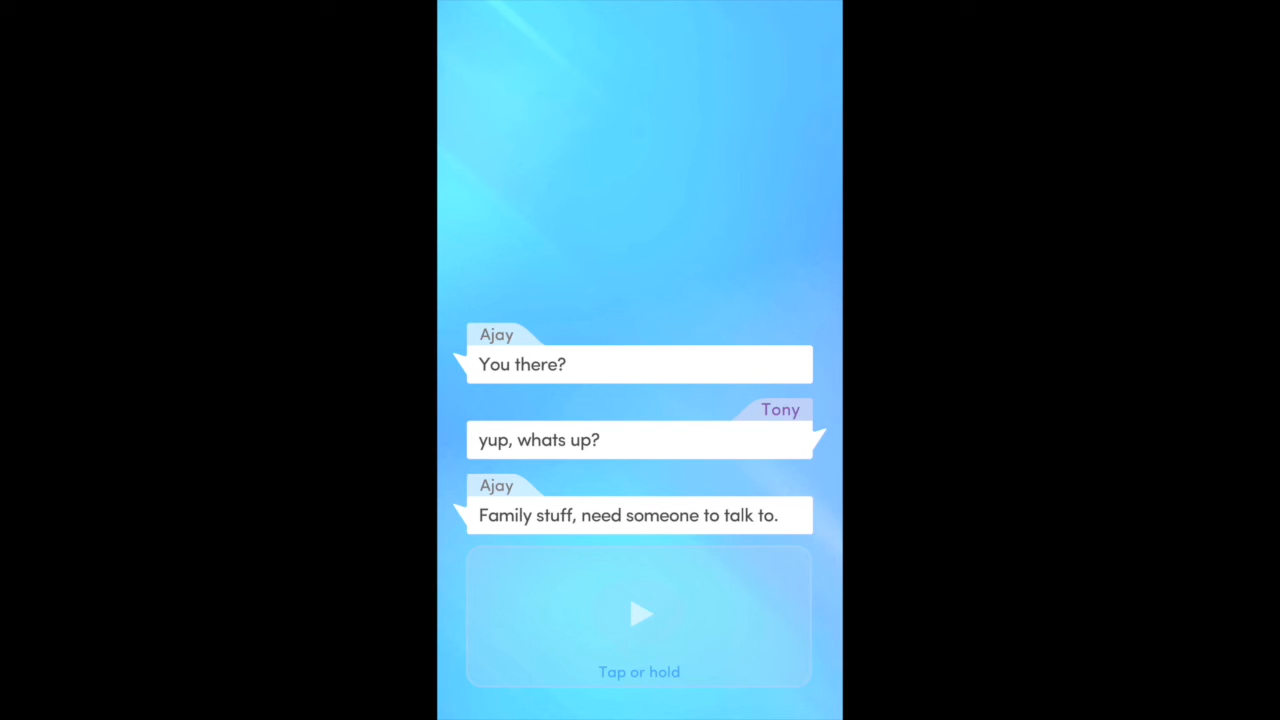 Ajay
You there?
Tony
yup, whats up?
Ajay
Family stuff, need someone to talk to.
Tap or hold